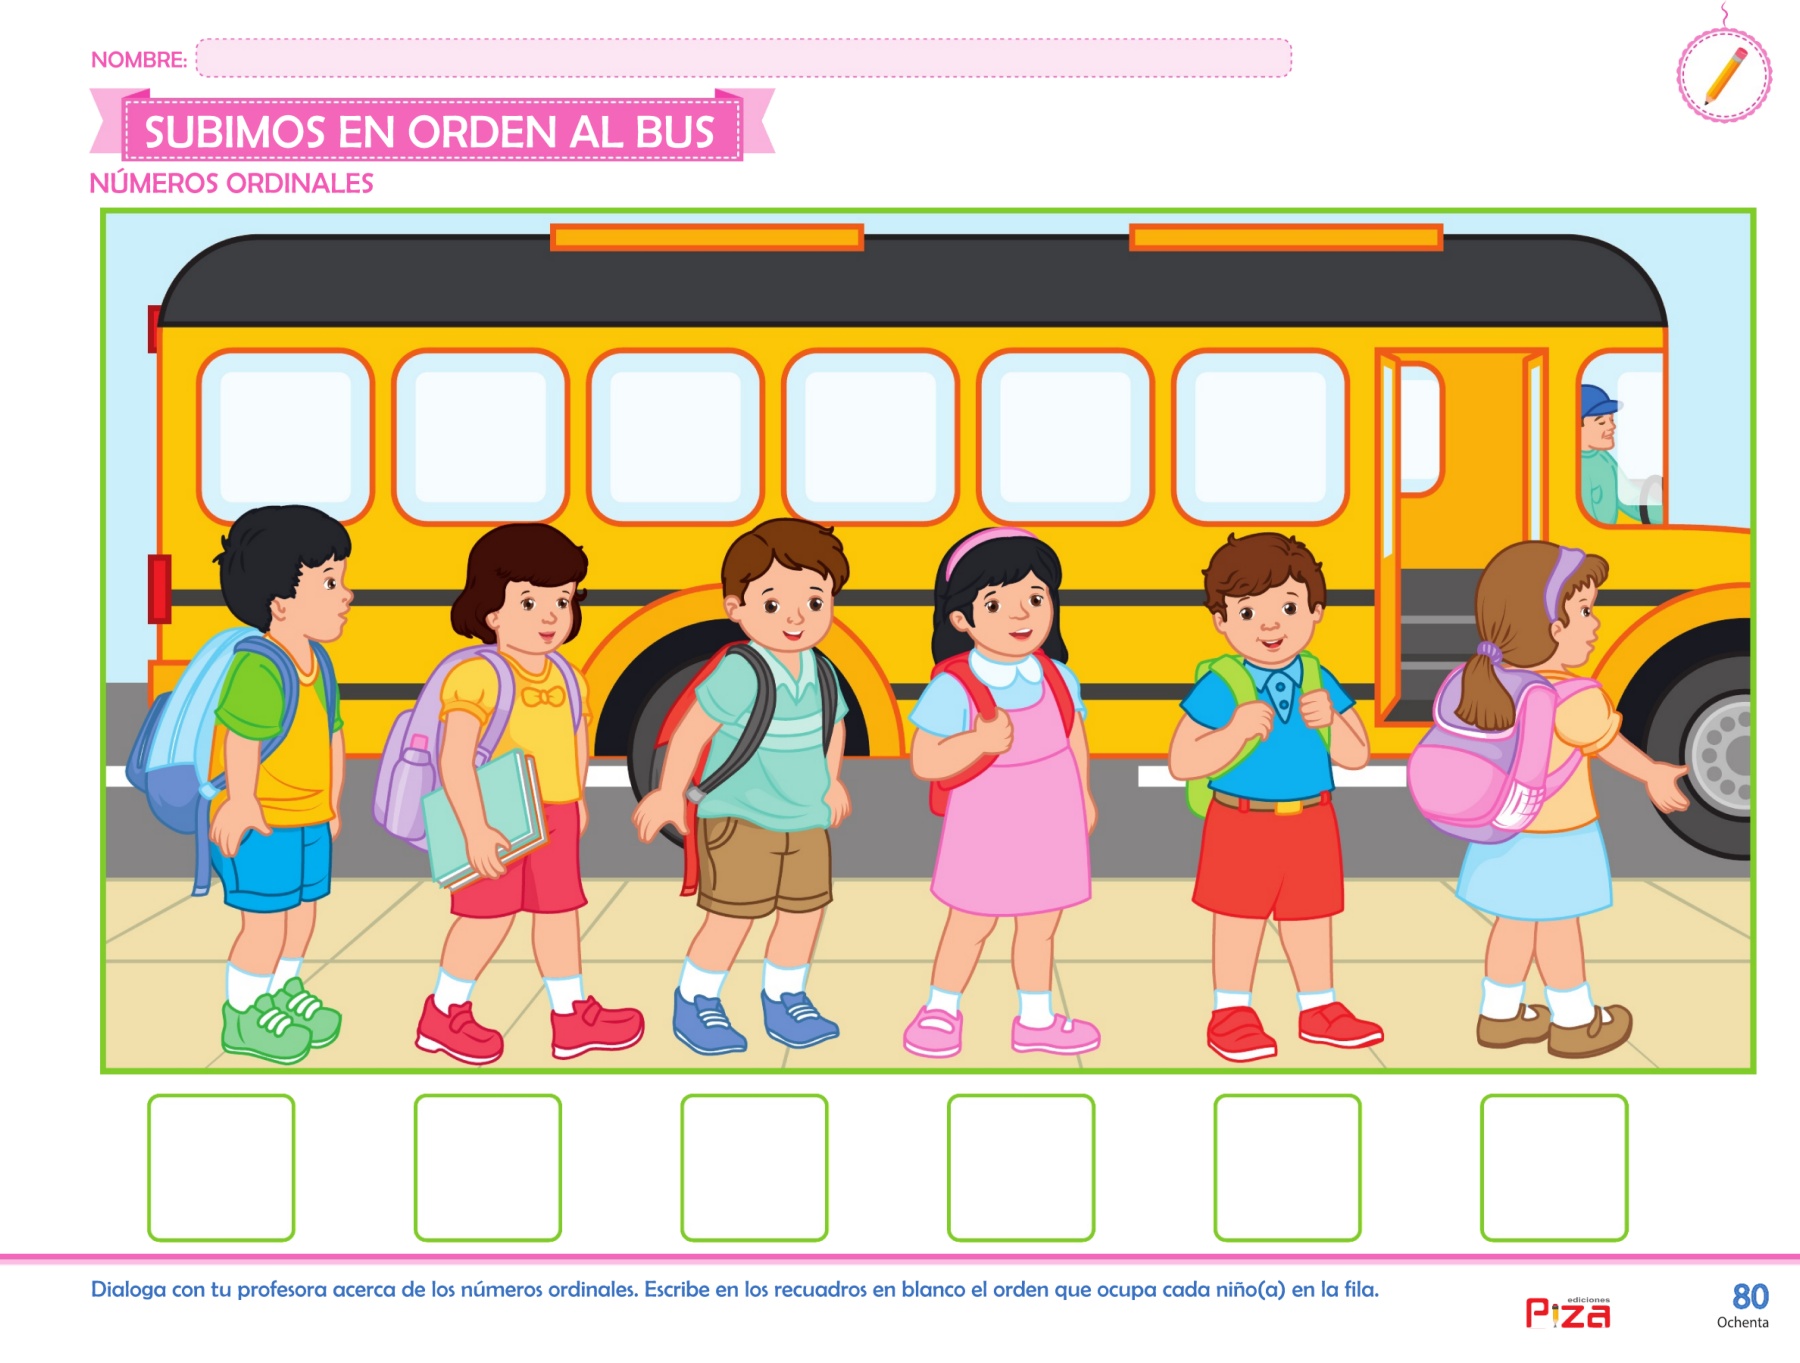 NOMBRE:
SUBIMOS EN ORDEN AL BUS
NÚMEROS ORDINALES
Dialoga con tu profesora acerca de los números ordinales. Escribe en los recuadros en blanco el orden que ocupa cada niño(a) en la fila.
ediciones
Piza
80
Ochenta